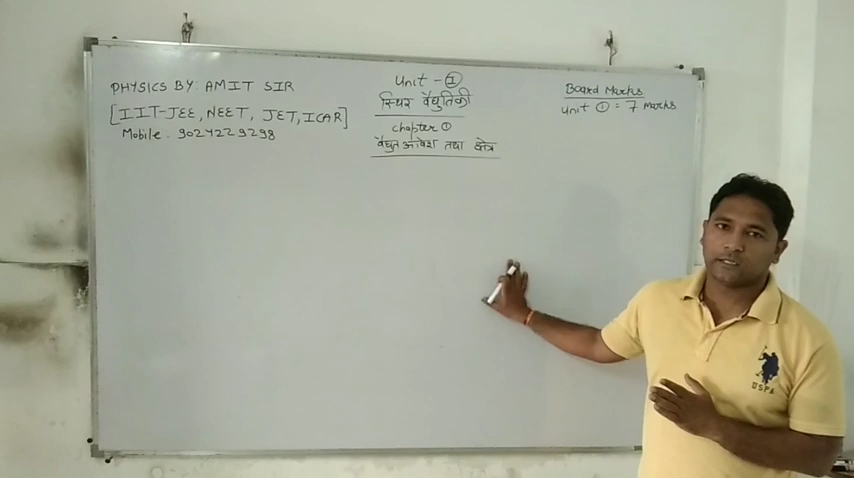 PHYSICS BY: AMIT SIR
[IIT-JEE, NEET, JET, ICAR]
Mobile. 9024229298
Unit - 1
स्थिर वैद्युतिकी
chapter 1
वैद्युत आवेश तथा क्षेत्र
Board Marks
Unit 1 = 7 Marks
U.S.P.A